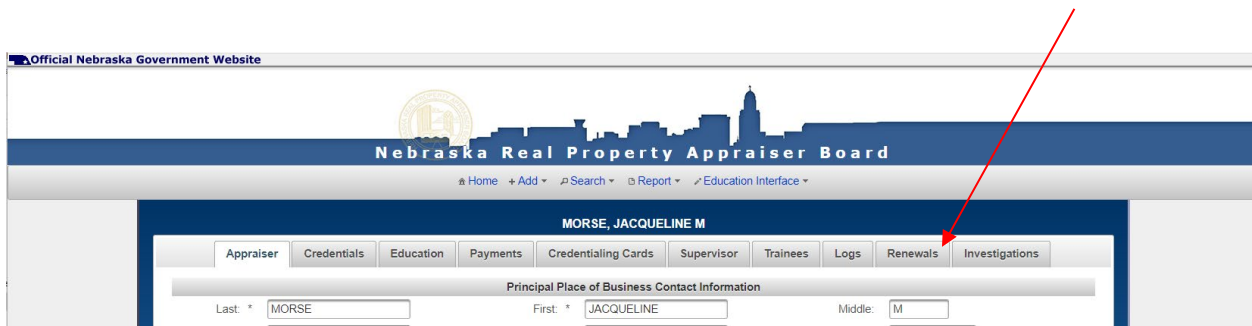 Official Nebraska Government Website
Nebraska Real Property Appraiser Board
Home + Add Search Report Education Interface
MORSE, JACQUELINE M
Appraiser Credentials Education Payments Credentialing Cards Supervisor Trainees Logs Renewals Investigations
Principal Place of Business Contact Information
Last: * MORSE First: * JACQUELINE Middle: M